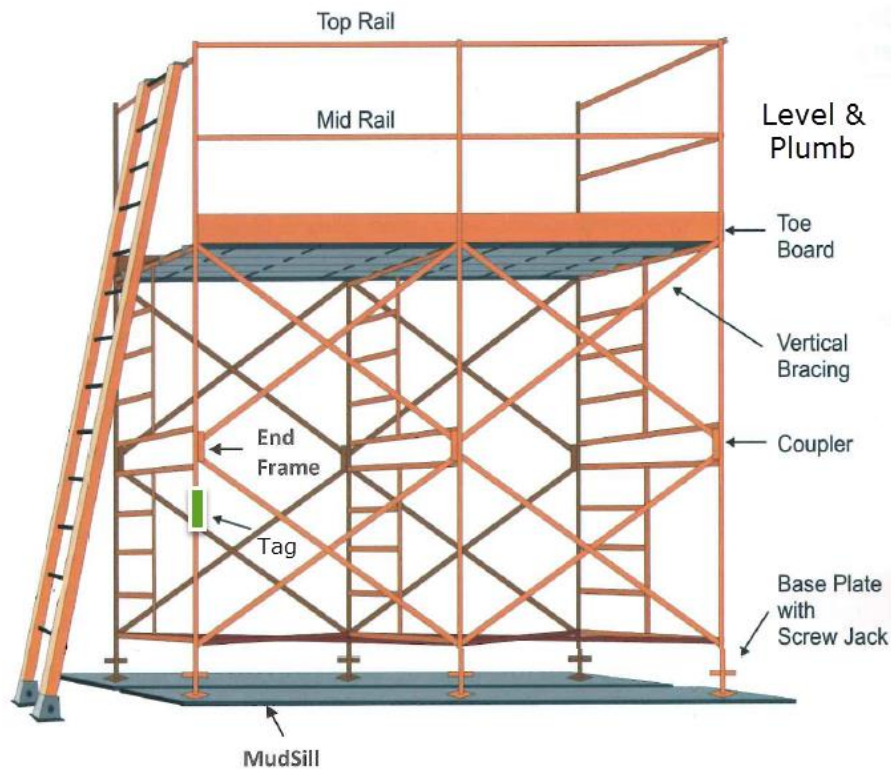 Top Rail
Mid Rail
Level &
Plumb
Toe
Board
Vertical
Bracing
End
Frame
Coupler
Tag
Base Plate
with
Screw Jack
MudSill